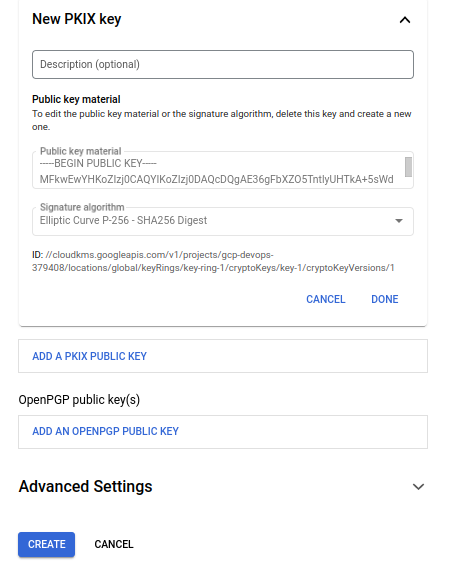 New PKIX key
Description (optional)
Public key material
To edit the public key material or the signature algorithm, delete this key and create a new
one.
Public key material
-----BEGIN PUBLIC KEY-----
MFkwEwYHKoZIzj0CAQYIKoZIzj0DAQcDQgAE36gFbXZO5TntlyUHTkA+5sWd
Signature algorithm
Elliptic Curve P-256 - SHA256 Digest
ID: //cloudkms.googleapis.com/v1/projects/gcp-devops-
379408/locations/global/keyRings/key-ring-1/cryptoKeys/key-1/cryptoKeyVersions/1
CANCEL DONE
ADD A PKIX PUBLIC KEY
OpenPGP public key(s)
ADD AN OPENPGP PUBLIC KEY
Advanced Settings
CREATE CANCEL